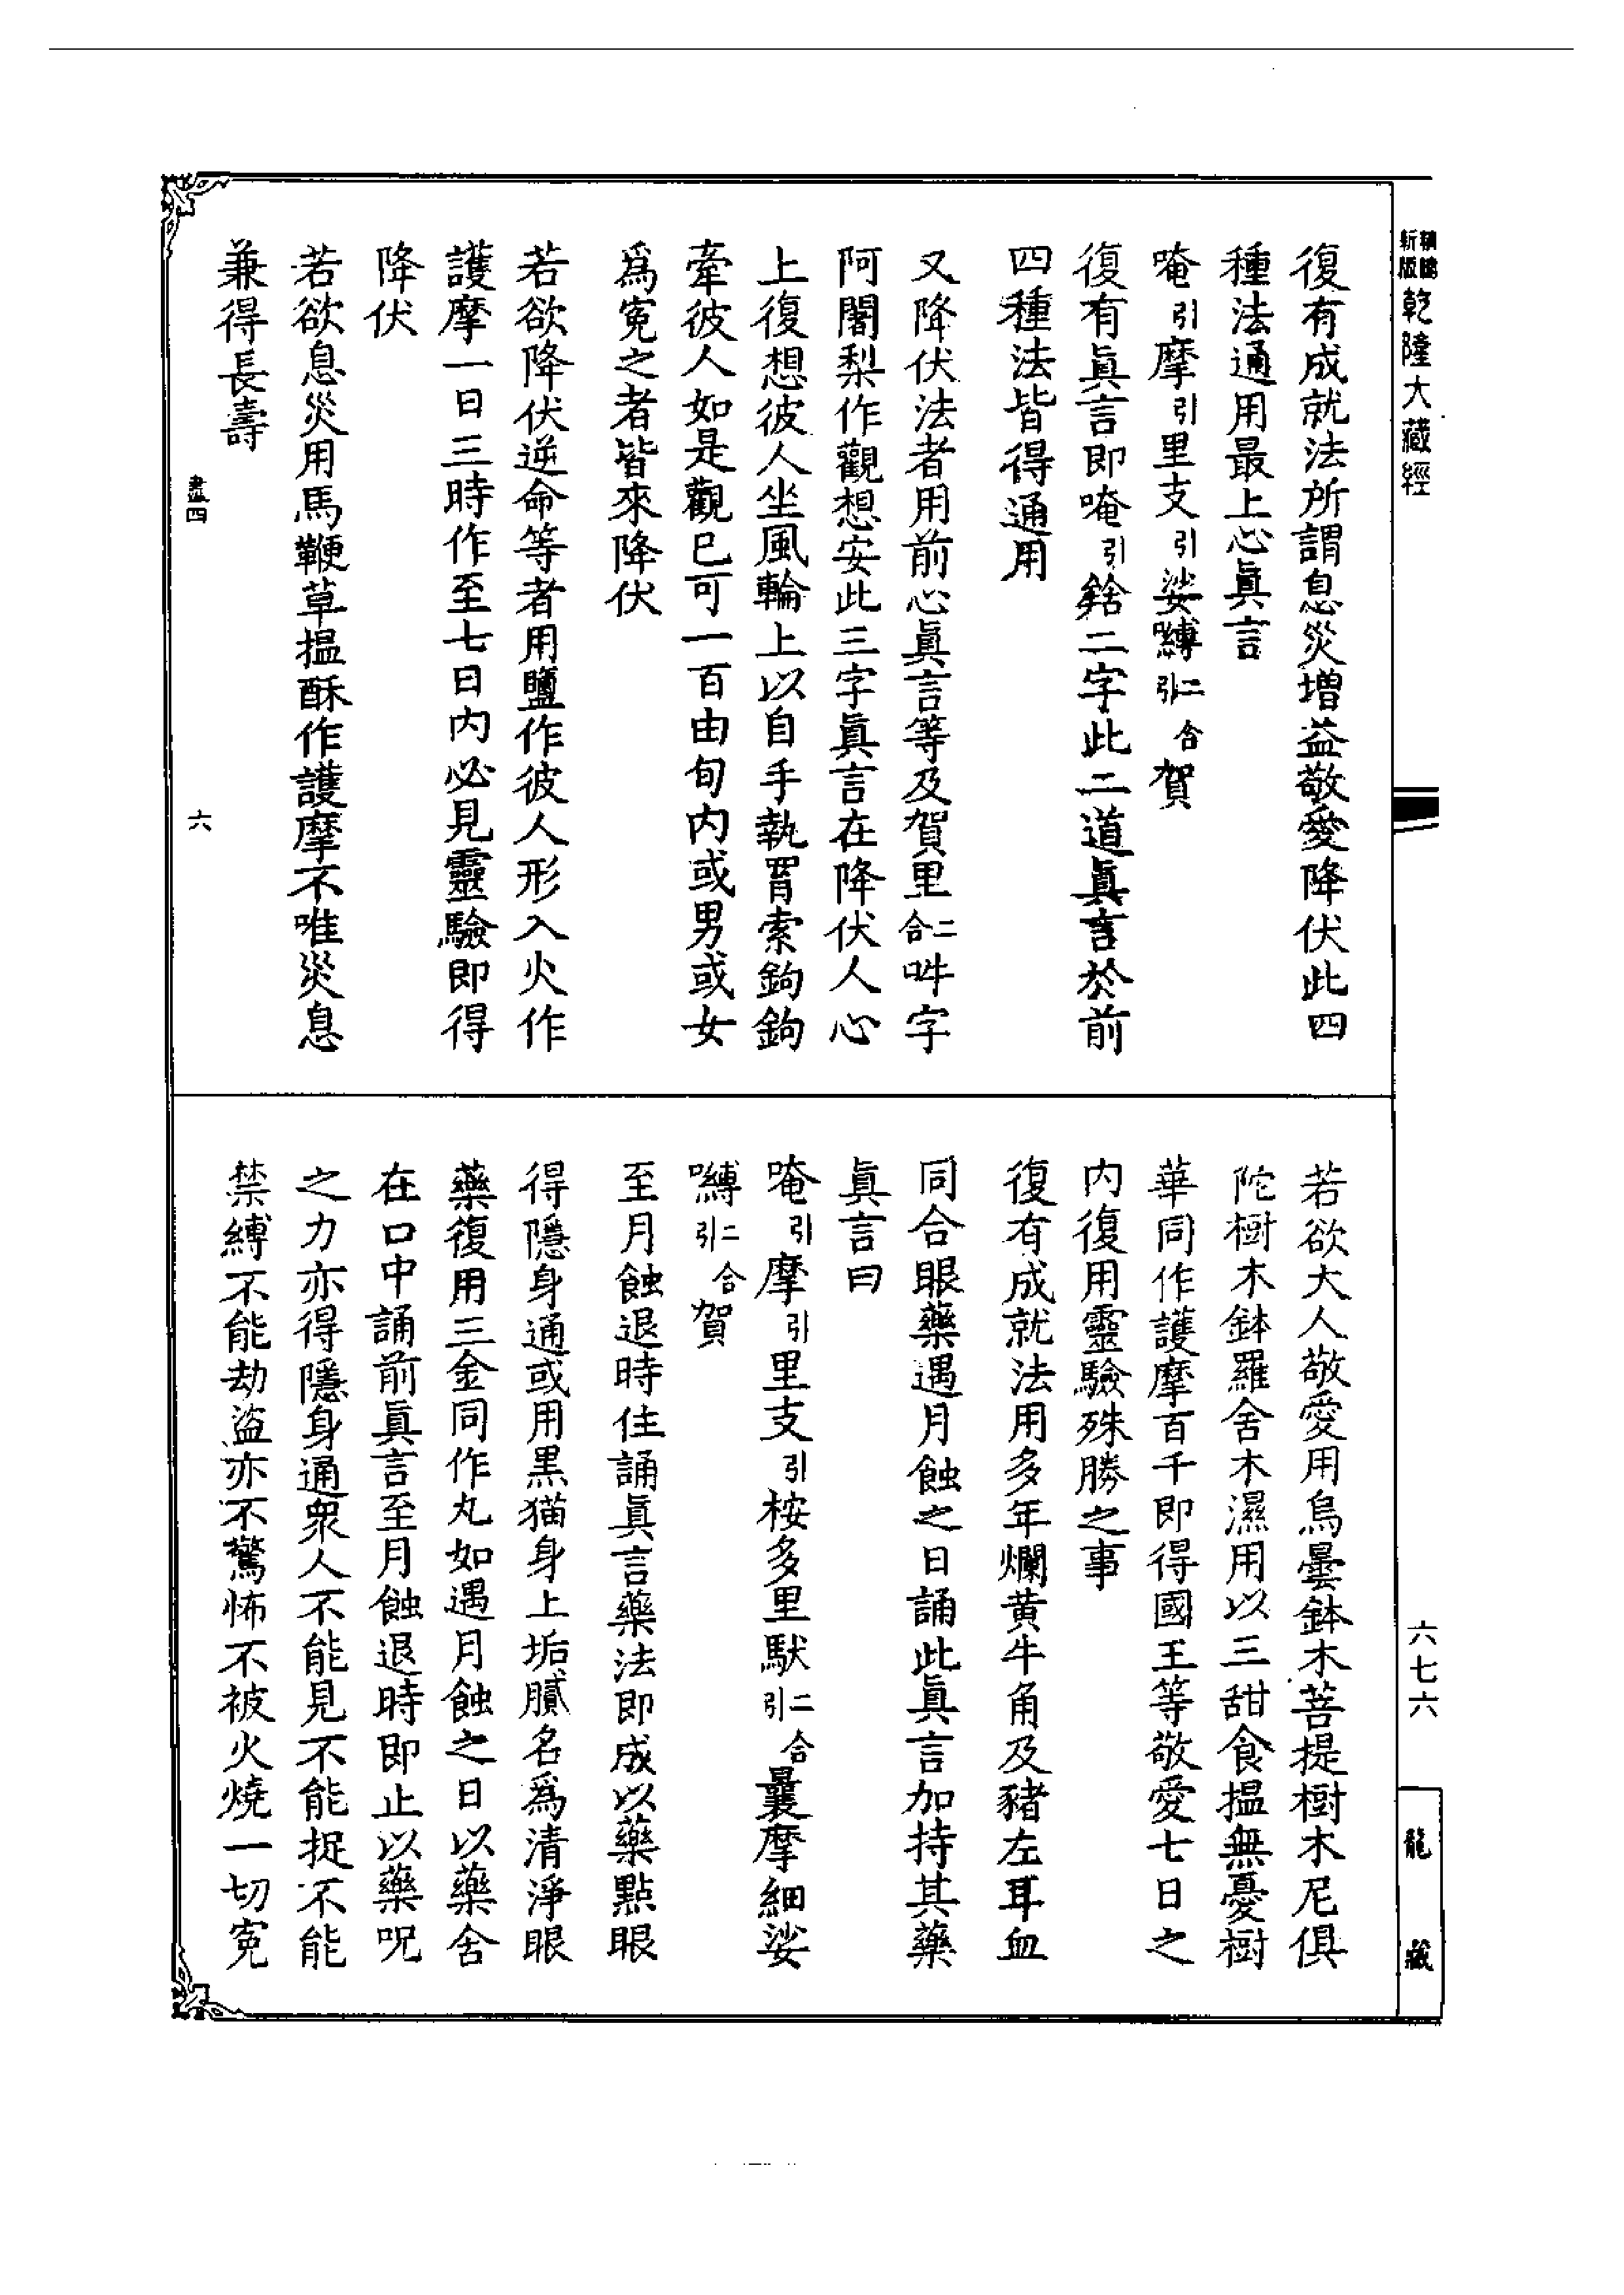 新版
乾隆大藏經
六七六
龍藏
復有成就法所謂息災增益敬愛降伏此四
種法通用最上心眞言
唵引摩引里支引娑嚩二合引賀
復有眞言即唵引䤈二字此二道眞言於前
四種法皆得通用
又降伏法者用前心眞言等及賀里二合吽字
阿闍梨作觀想安此三字眞言在降伏人心
上復想彼人坐風輪上以自手執罥索鉤鉤
牽彼人如是觀已可一百由旬內或男或女
爲寃之者皆來降伏
若欲降伏逆命等者用鹽作彼人形入火作
護摩一日三時作至七日內必見靈驗即得
降伏
若欲息災用馬鞭草搵酥作護摩不唯災息
兼得長壽
盡四
六
若欲大人敬愛用烏曇鉢木菩提樹木尼俱
陀樹木鉢羅舍木濕用以三甜食搵無憂樹
華同作護摩百千即得國王等敬愛七日之
內復用靈驗殊勝之事
復有成就法用多年爛黃牛角及豬左耳血
同合眼藥遇月蝕之日誦此眞言加持其藥
眞言曰
唵引摩引里支引桉多里馱二合引曩摩細娑
嚩二合引賀
至月蝕退時住誦眞言藥法即成以藥點眼
得隱身通或用黑猫身上垢膩名爲清淨眼
藥復用三金同作丸如遇月蝕之日以藥含
在口中誦前眞言至月蝕退時即止以藥呪
之力亦得隱身通衆人不能見不能捉不能
禁縛不能劫盜亦不驚怖不被火燒一切寃